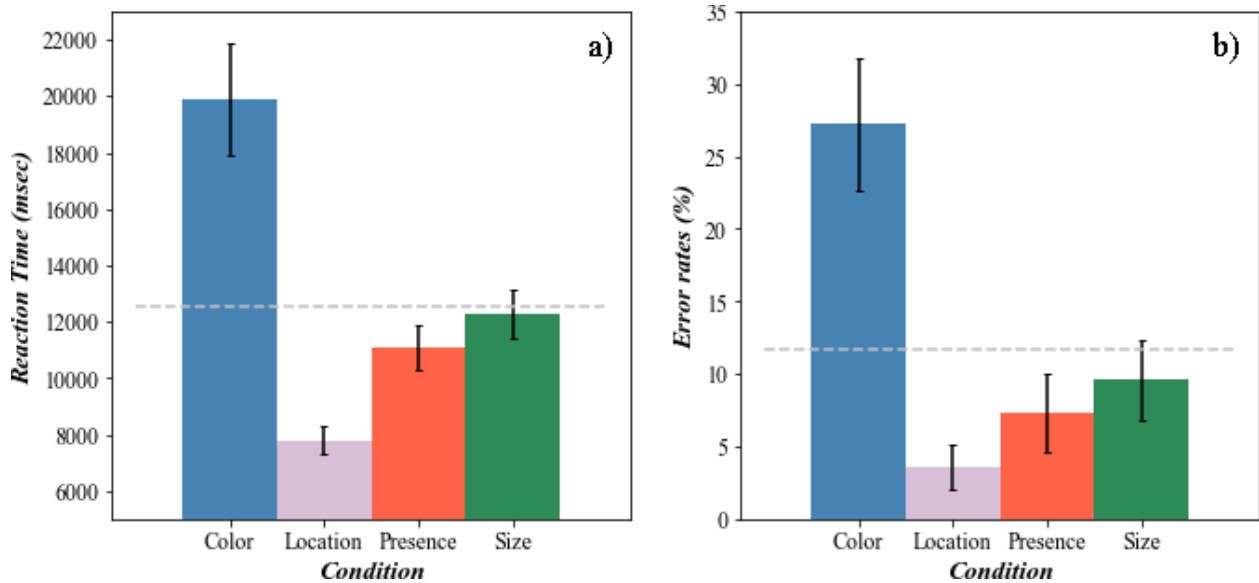 a)
22000
20000
18000
16000
14000
12000
10000
8000
6000
Reaction Time (msec)
Color Location Presence Size
Condition
b)
35
30
25
20
15
10
5
0
Error rates (%)
Color Location Presence Size
Condition